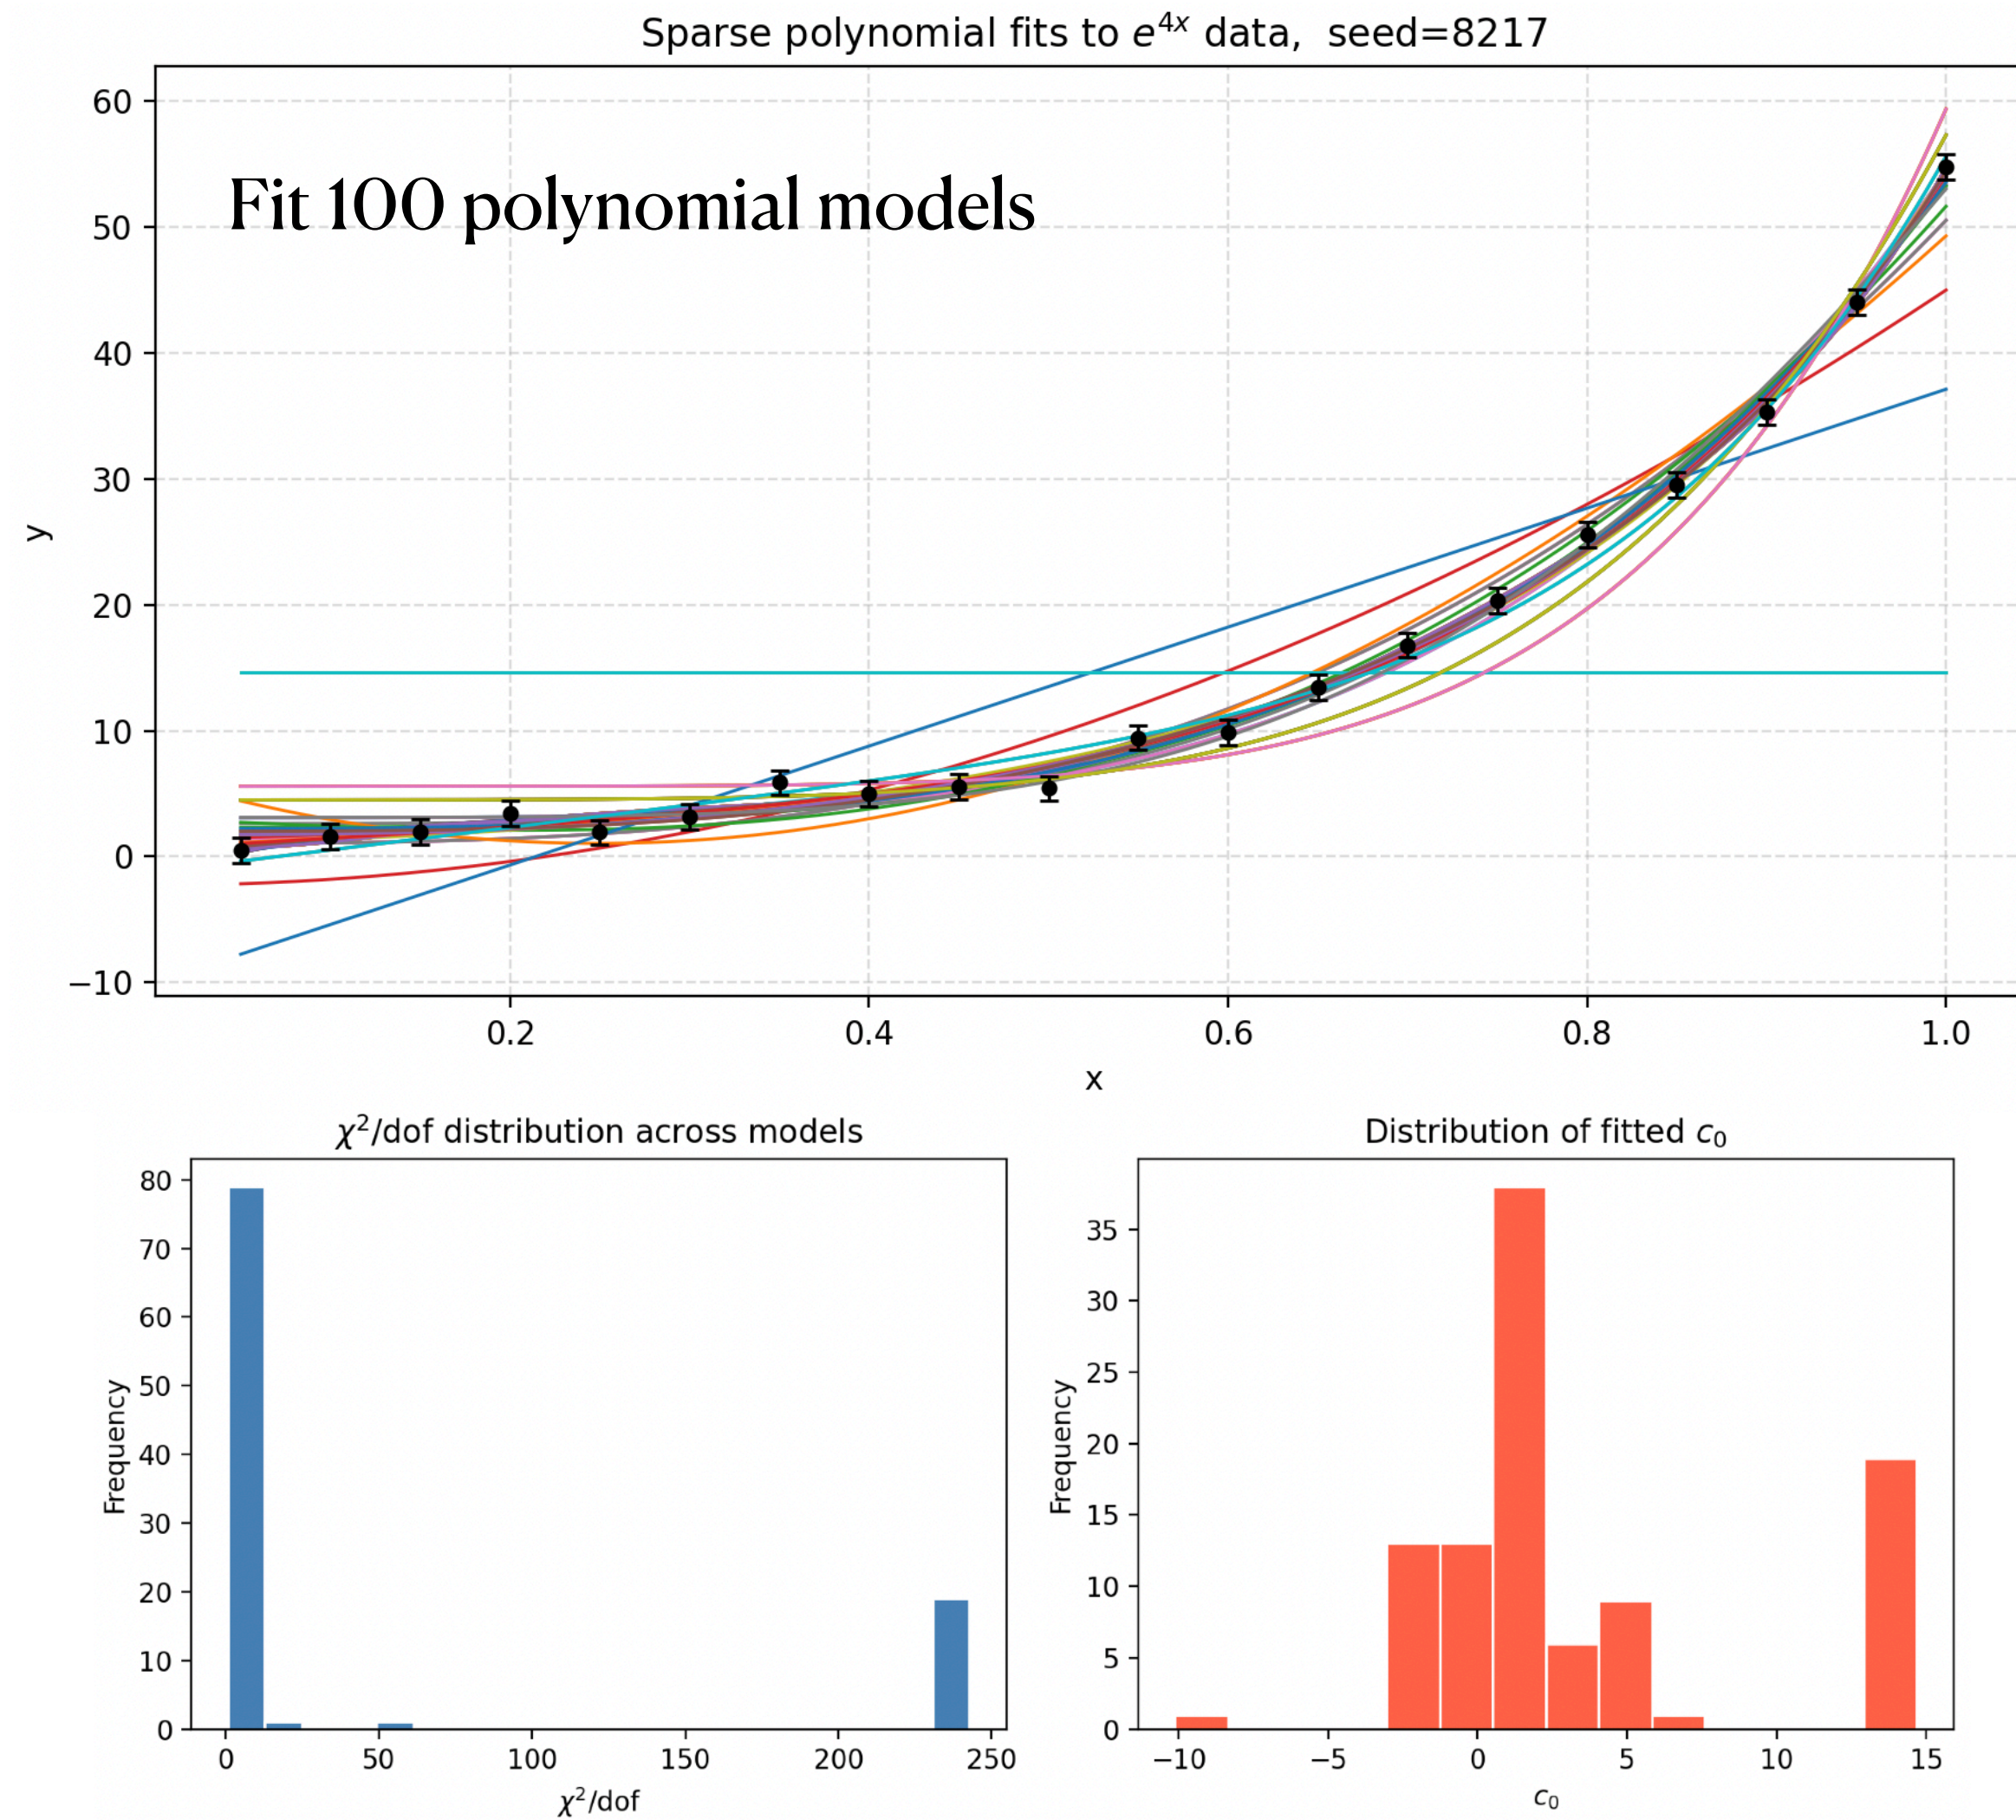 Sparse polynomial fits to e^{4x} data, seed=8217
Fit 100 polynomial models
60
50
40
30
20
10
0
−10
y
0.2 0.4 0.6 0.8 1.0
x
χ²/dof distribution across models
80
70
60
50
40
30
20
10
0
Frequency
0 50 100 150 200 250
χ²/dof
Distribution of fitted c₀
35
30
25
20
15
10
5
0
Frequency
−10 −5 0 5 10 15
c₀